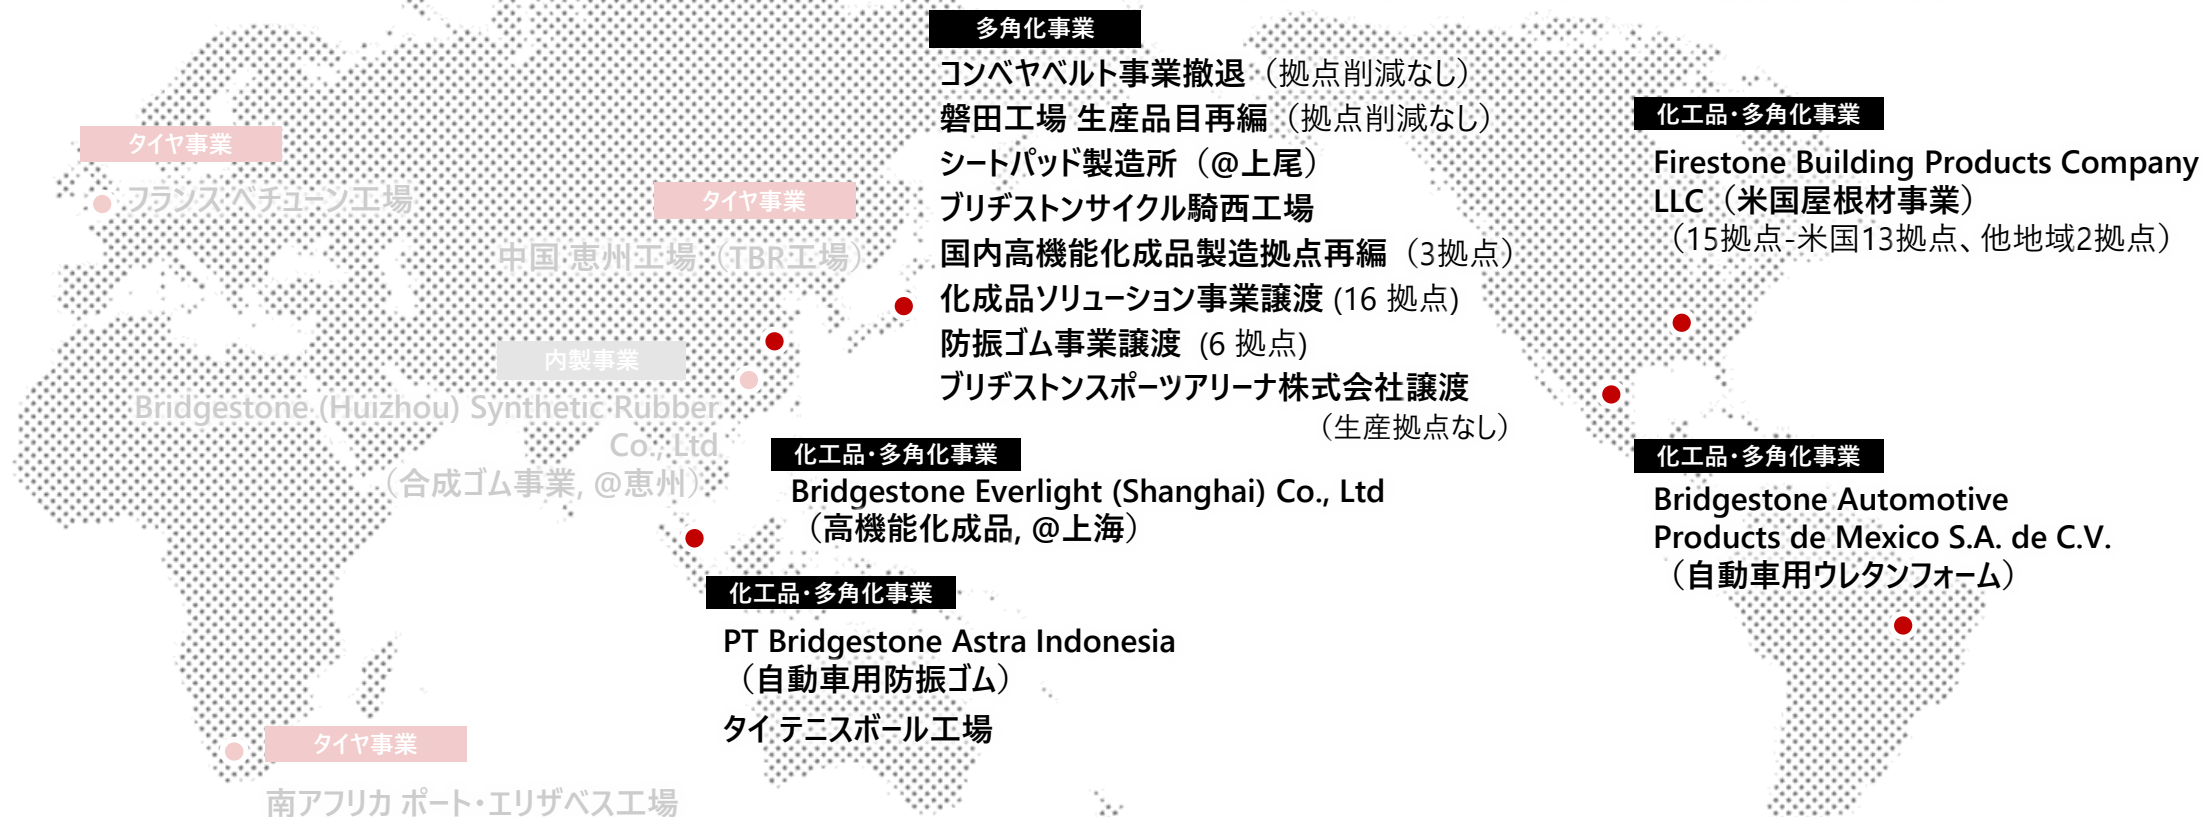 タイヤ事業
フランス ベチューン工場
タイヤ事業
中国 恵州工場（TBR工場）
内製事業
Bridgestone (Huizhou) Synthetic Rubber
Co., Ltd
（合成ゴム事業, @恵州）
タイヤ事業
南アフリカ ポート・エリザベス工場
多角化事業
コンベヤベルト事業撤退（拠点削減なし）
磐田工場 生産品目再編（拠点削減なし）
シートパッド製造所（@上尾）
ブリヂストンサイクル騎西工場
国内高機能化成品製造拠点再編（3拠点）
化成品ソリューション事業譲渡 (16 拠点)
防振ゴム事業譲渡 (6 拠点)
ブリヂストンスポーツアリーナ株式会社譲渡
（生産拠点なし）
化工品・多角化事業
Bridgestone Everlight (Shanghai) Co., Ltd
（高機能化成品, @上海）
化工品・多角化事業
PT Bridgestone Astra Indonesia
（自動車用防振ゴム）
タイ テニスボール工場
化工品・多角化事業
Firestone Building Products Company
LLC（米国屋根材事業）
（15拠点-米国13拠点、他地域2拠点）
化工品・多角化事業
Bridgestone Automotive
Products de Mexico S.A. de C.V.
（自動車用ウレタンフォーム）